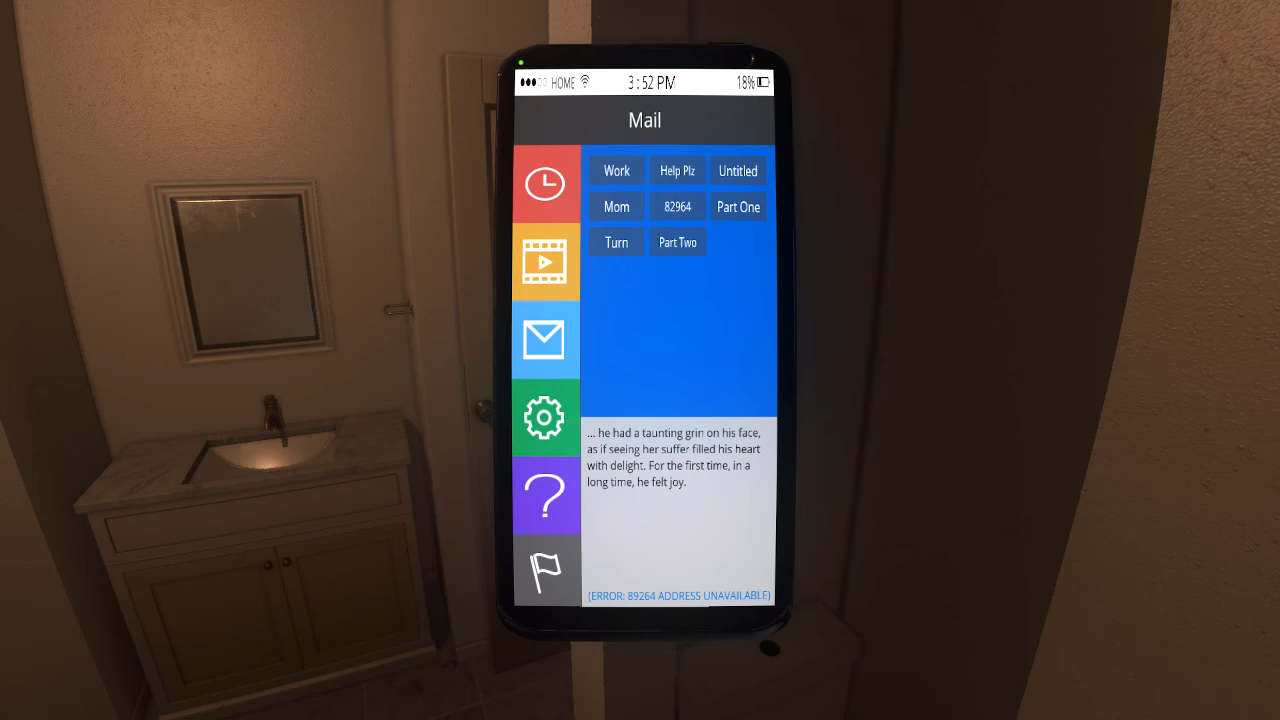 HOME 3:52 PM 18%
Mail
Work Help Plz Untitled
Mom 82964 Part One
Turn Part Two
... he had a taunting grin on his face,
as if seeing her suffer filled his heart
with delight. For the first time, in a
long time, he felt joy.
(ERROR: 89264 ADDRESS UNAVAILABLE)